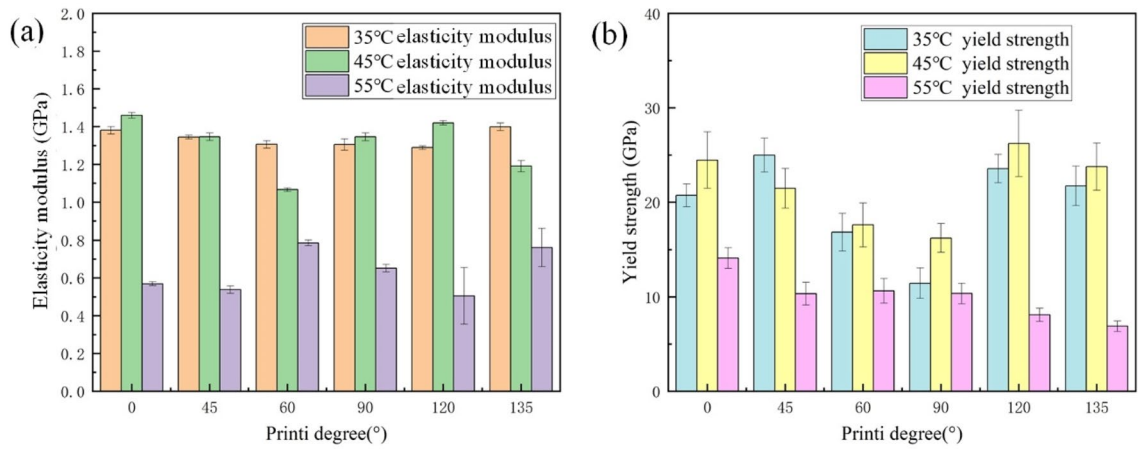 (a)
Elasticity modulus (GPa)
2.0
1.8
1.6
1.4
1.2
1.0
0.8
0.6
0.4
0.2
0.0
35℃ elasticity modulus
45℃ elasticity modulus
55℃ elasticity modulus
0 45 60 90 120 135
Printi degree(°)
(b)
Yield strength (GPa)
40
30
20
10
0
35℃ yield strength
45℃ yield strength
55℃ yield strength
0 45 60 90 120 135
Printi degree(°)